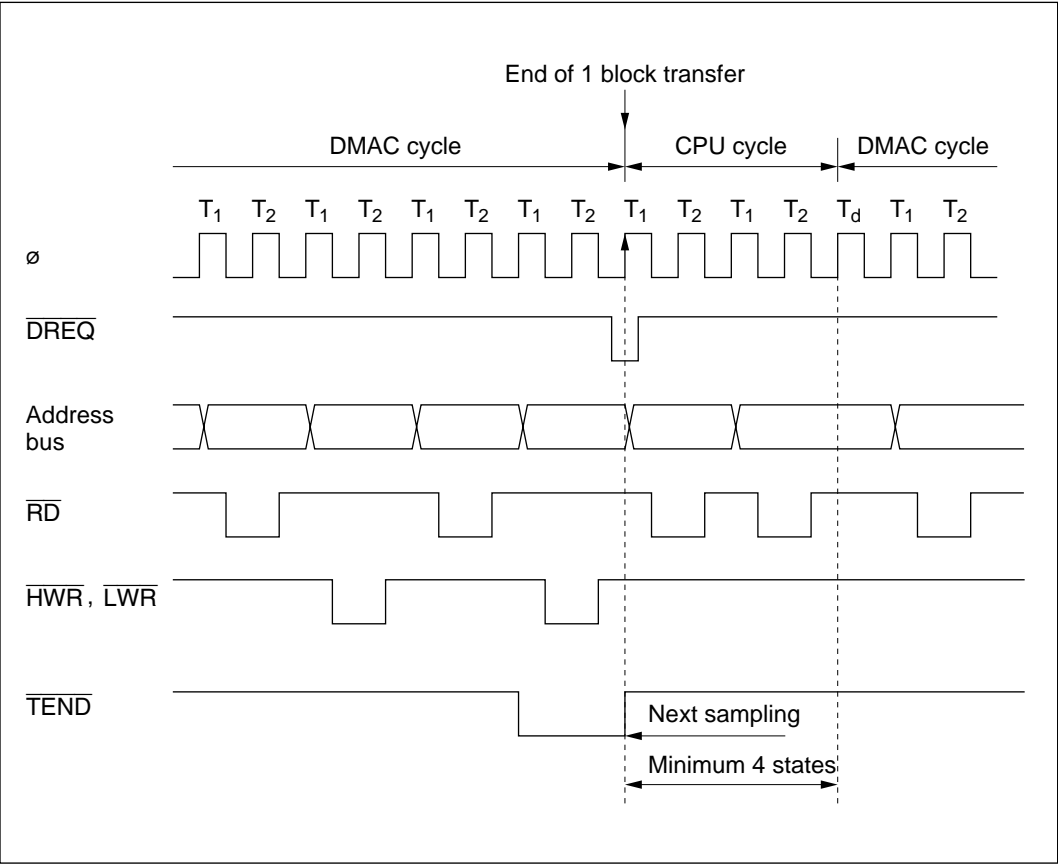 End of 1 block transfer
DMAC cycle CPU cycle DMAC cycle
T1 T2 T1 T2 T1 T2 T1 T2 T1 T2 T1 T2 Td T1 T2
ø
DREQ
Address
bus
RD
HWR , LWR
TEND
Next sampling
Minimum 4 states